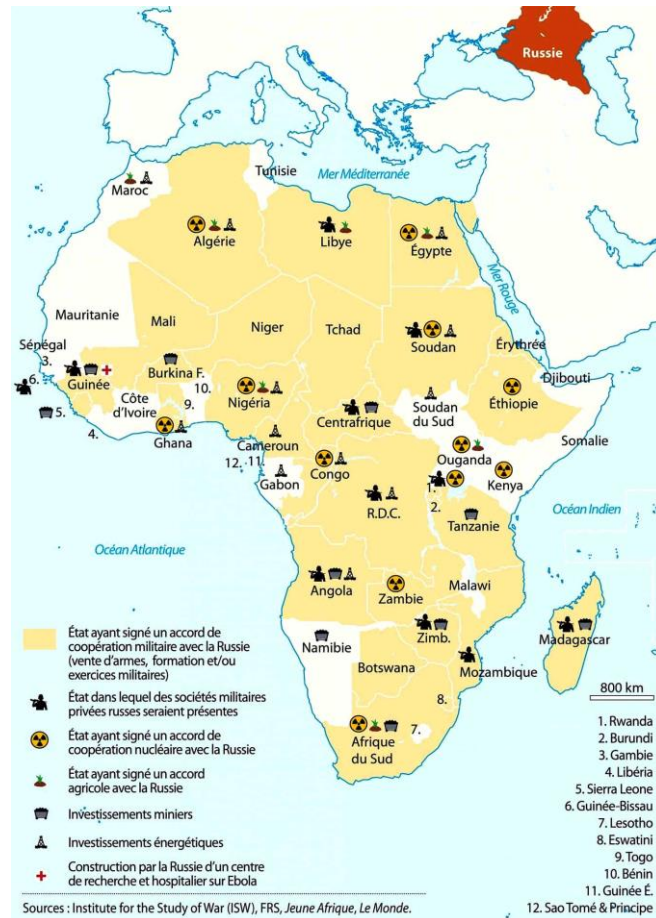 Russie
Tunisie
Mer Méditerranée
Maroc
Algérie
Libye
Égypte
Mer Rouge
Mauritanie
Mali
Niger
Tchad
Soudan
Érythrée
Sénégal
3.
6.
Guinée
Burkina F.
10.
Djibouti
5.
Côte
d'Ivoire
9.
Nigéria
Centrafrique
Soudan
du Sud
Éthiopie
4.
Ghana
Cameroun
Somalie
12.
11.
Gabon
Congo
Ouganda
Kenya
1.
2.
R.D.C.
Tanzanie
Océan Indien
Océan Atlantique
Angola
Zambie
Malawi
Namibie
Zimb.
Madagascar
Botswana
Mozambique
8.
7.
Afrique
du Sud
800 km
État ayant signé un accord de
coopération militaire avec la Russie
(vente d'armes, formation et/ou
exercices militaires)
État dans lequel des sociétés militaires
privées russes seraient présentes
État ayant signé un accord de
coopération nucléaire avec la Russie
État ayant signé un accord
agricole avec la Russie
Investissements miniers
Investissements énergétiques
Construction par la Russie d'un centre
de recherche et hospitalier sur Ebola
1. Rwanda
2. Burundi
3. Gambie
4. Libéria
5. Sierra Leone
6. Guinée-Bissau
7. Lesotho
8. Eswatini
9. Togo
10. Bénin
11. Guinée É.
12. Sao Tomé & Principe
Sources : Institute for the Study of War (ISW), FRS, Jeune Afrique, Le Monde.